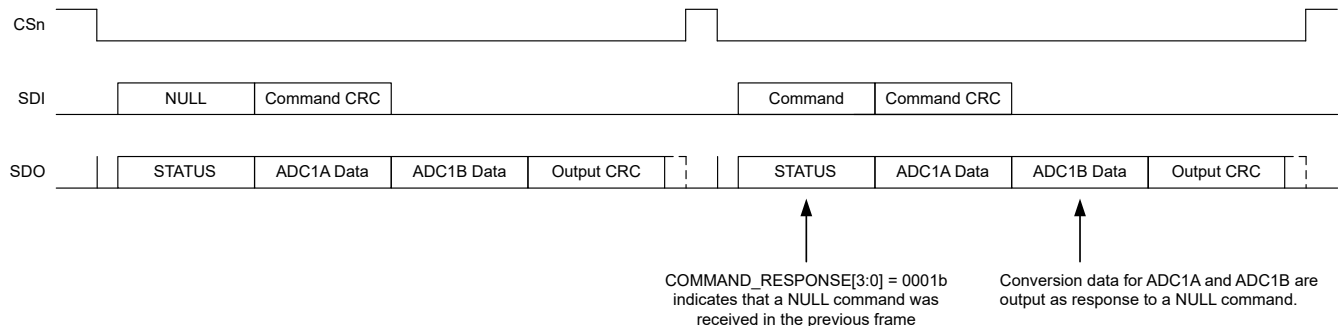 CSn
SDI
NULL
Command CRC
Command
Command CRC
SDO
STATUS
ADC1A Data
ADC1B Data
Output CRC
STATUS
ADC1A Data
ADC1B Data
Output CRC
COMMAND_RESPONSE[3:0] = 0001b
indicates that a NULL command was
received in the previous frame
Conversion data for ADC1A and ADC1B are
output as response to a NULL command.